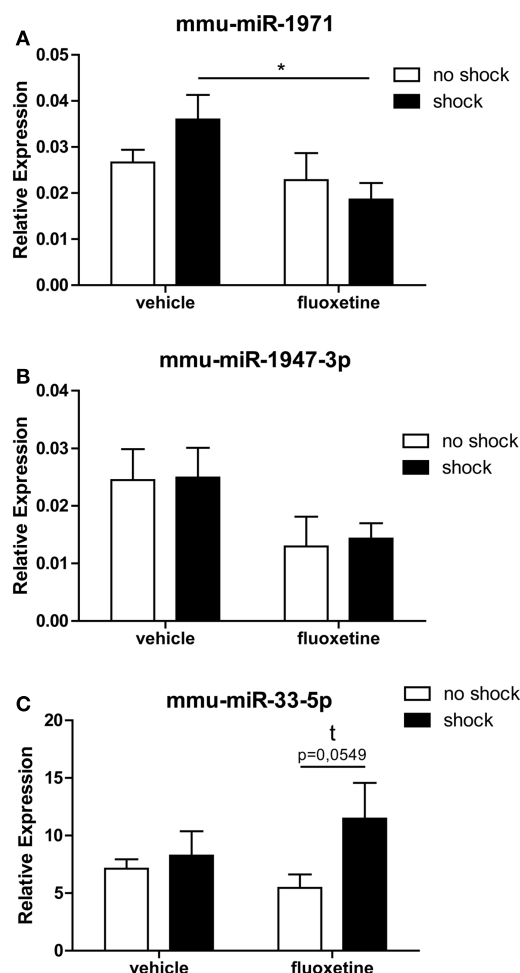 mmu-miR-1971
A
0.05
0.04
0.03
0.02
0.01
0.00
Relative Expression
*
no shock
shock
vehicle
fluoxetine
mmu-miR-1947-3p
B
0.04
0.03
0.02
0.01
0.00
Relative Expression
no shock
shock
vehicle
fluoxetine
mmu-miR-33-5p
C
20
15
10
5
0
Relative Expression
no shock
shock
t
p=0,0549
vehicle
fluoxetine